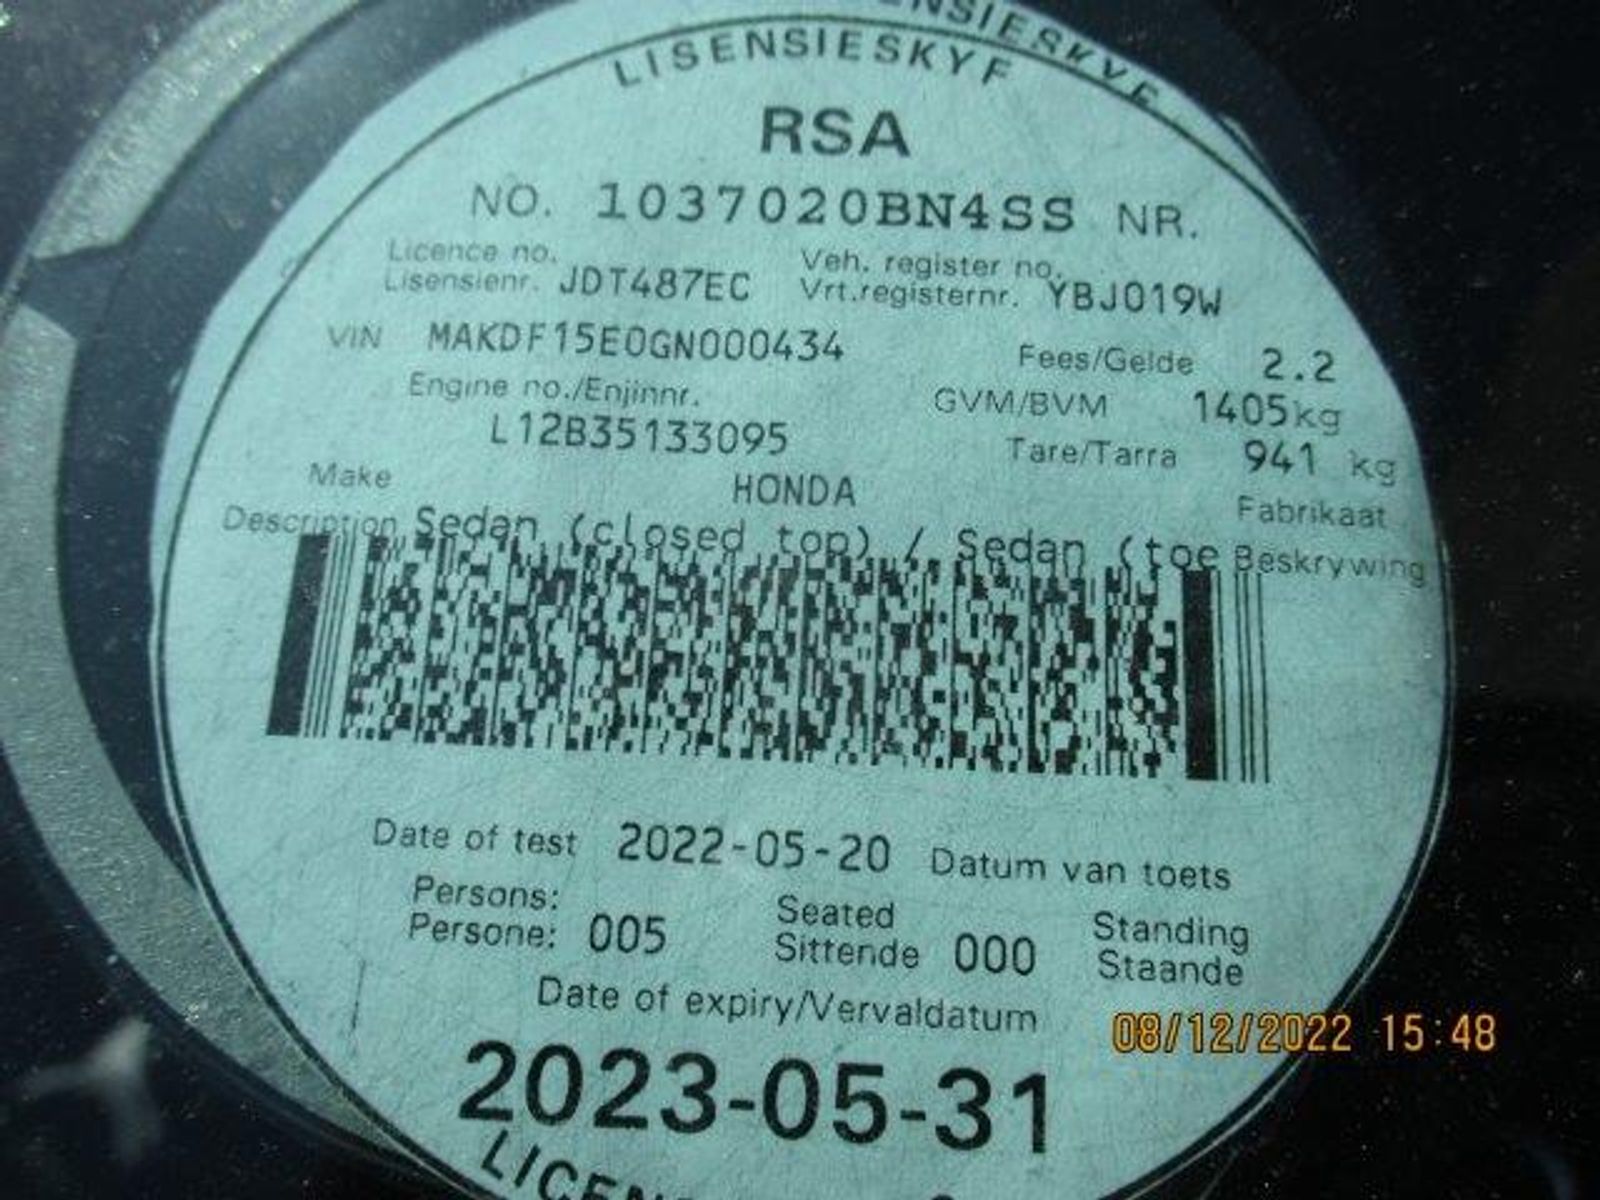 LISENSIESKYF
LISENSIESKYF
RSA
NO. 1037020BN4SS NR.
Licence no. Veh. register no.
Lisensienr. JDT487EC Vrt.registernr. YBJ019W
VIN MAKDF15E0GN000434 Fees/Gelde 2.2
Engine no./Enjinnr. GVM/BVM 1405kg
L12B35133095 Tare/Tarra 941 kg
Make HONDA Fabrikaat
Description Sedan (closed top) / Sedan (toe Beskrywing
Date of test 2022-05-20 Datum van toets
Persons: Seated Standing
Persone: 005 Sittende 000 Staande
Date of expiry/Vervaldatum
08/12/2022 15:48
2023-05-31